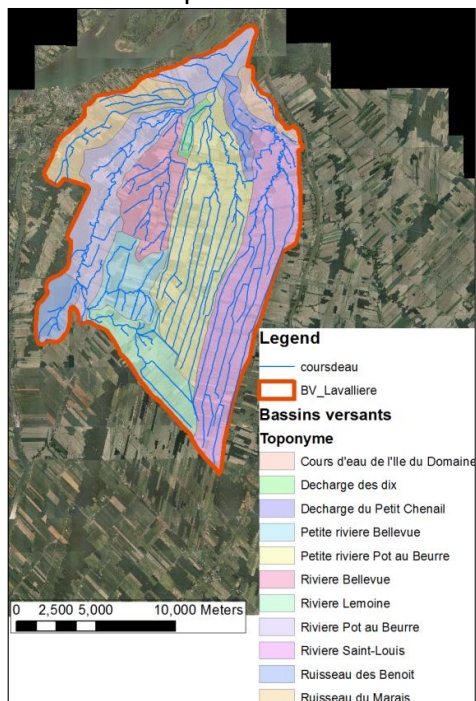 Legend
coursdeau
BV_Lavalliere
Bassins versants
Toponyme
Cours d'eau de l'Ile du Domaine
Decharge des dix
Decharge du Petit Chenail
Petite riviere Bellevue
Petite riviere Pot au Beurre
Riviere Bellevue
Riviere Lemoine
Riviere Pot au Beurre
Riviere Saint-Louis
Ruisseau des Benoit
Ruisseau du Marais
0 2,500 5,000 10,000 Meters